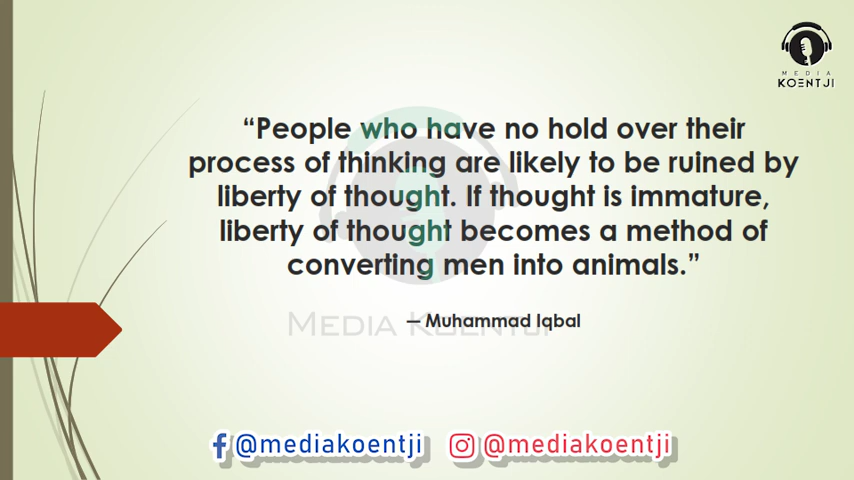 MEDIA
KOENTJI
“People who have no hold over their
process of thinking are likely to be ruined by
liberty of thought. If thought is immature,
liberty of thought becomes a method of
converting men into animals.”
— Muhammad Iqbal
MEDIA KOENTJI
@mediakoentji @mediakoentji